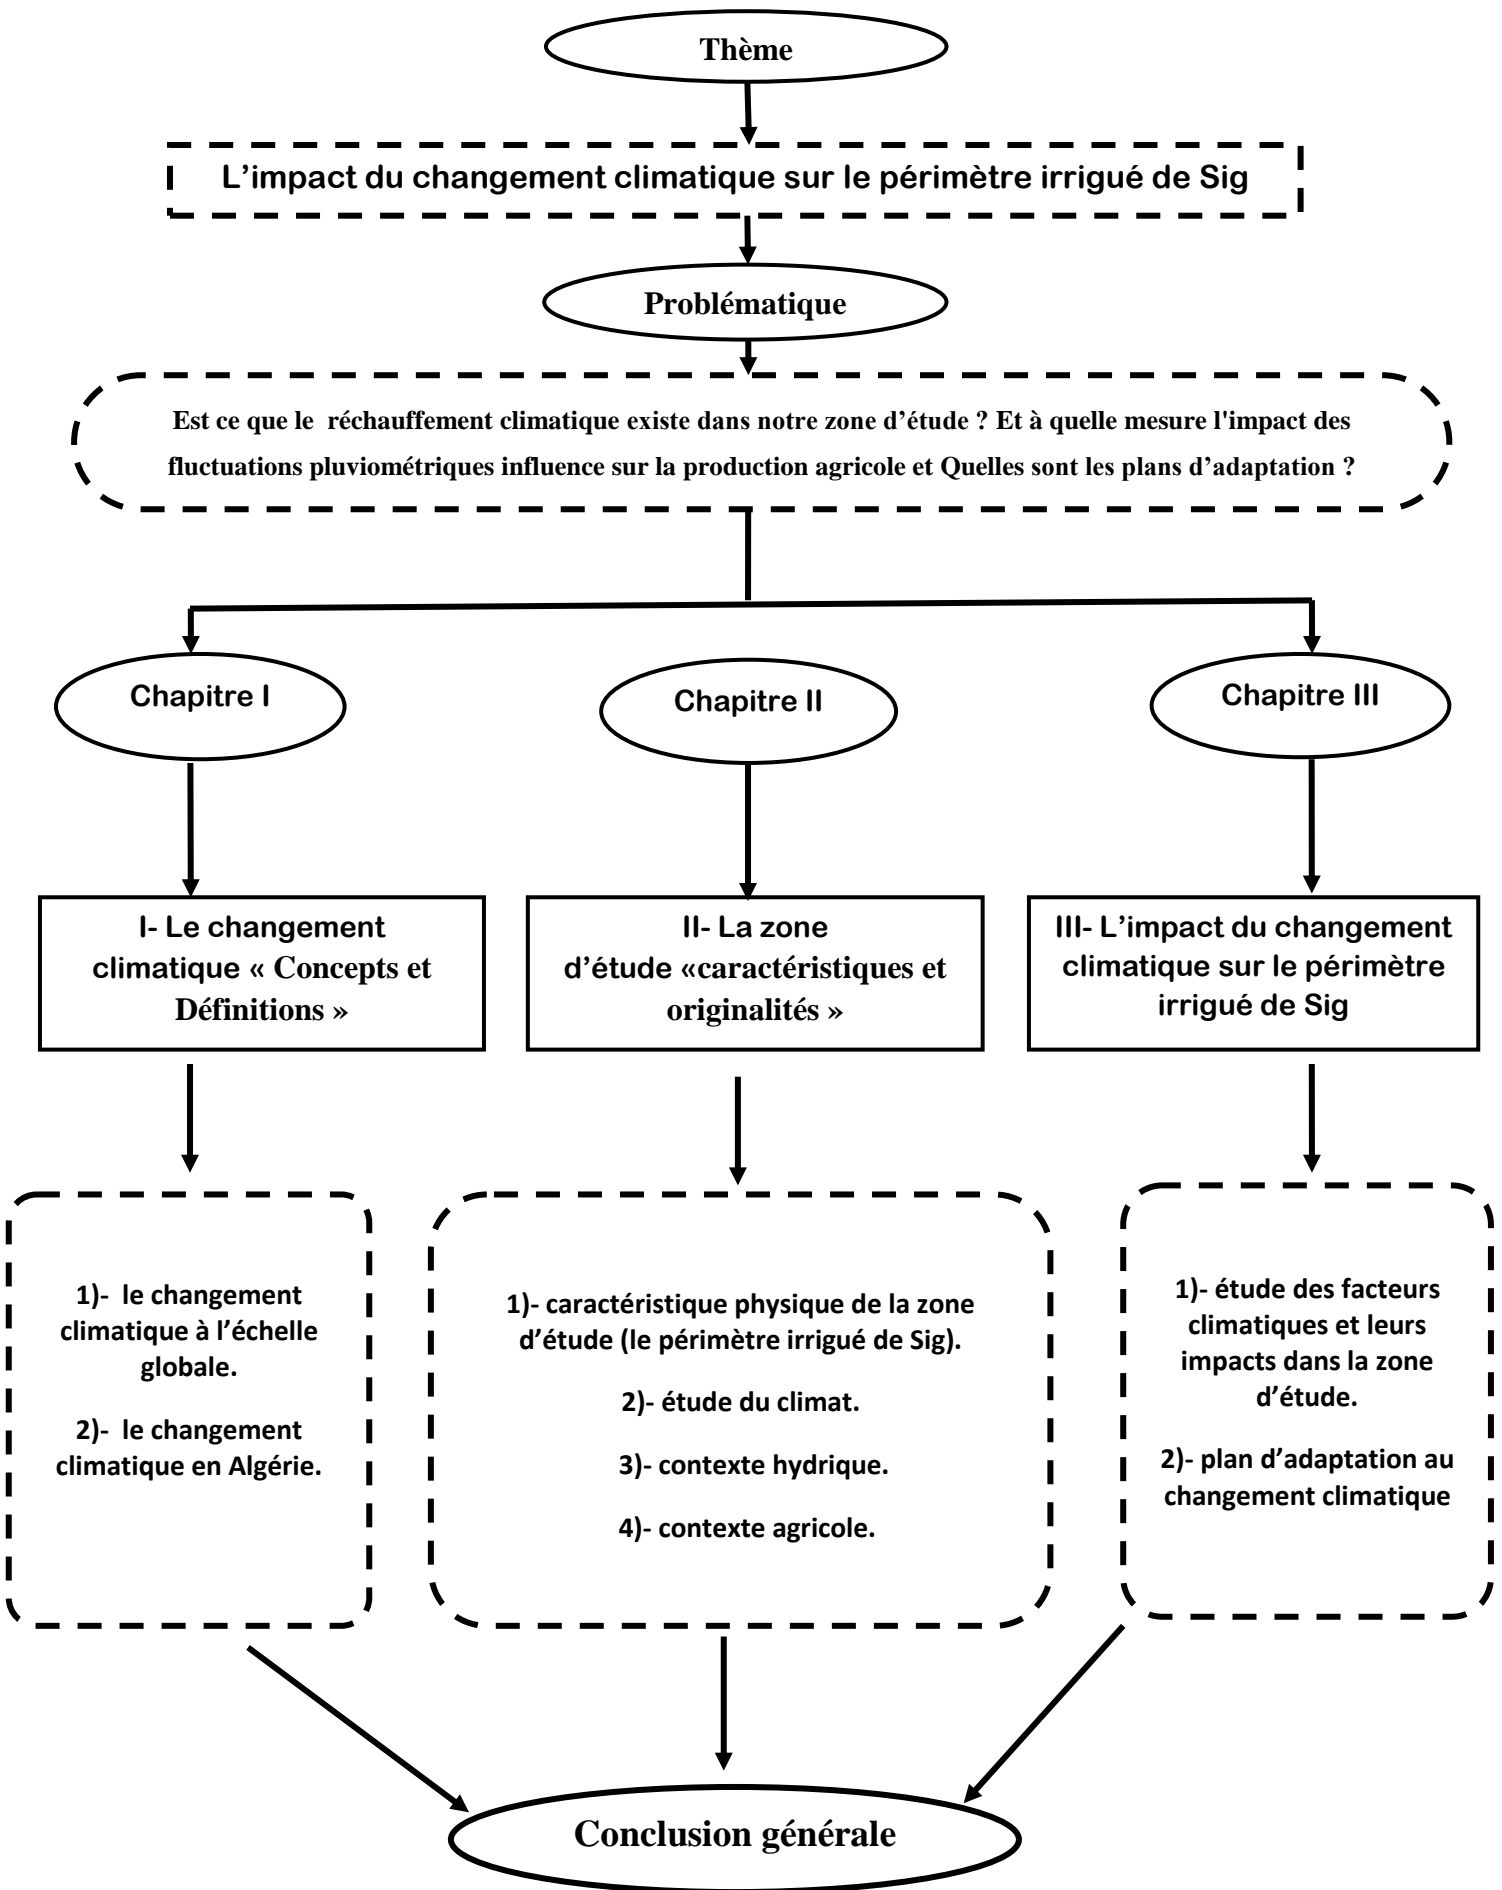 Thème
L'impact du changement climatique sur le périmètre irrigué de Sig
Problématique
Est ce que le réchauffement climatique existe dans notre zone d'étude ? Et à quelle mesure l'impact des
fluctuations pluviométriques influence sur la production agricole et Quelles sont les plans d'adaptation ?
Chapitre I
Chapitre II
Chapitre III
I- Le changement
climatique « Concepts et
Définitions »
II- La zone
d'étude «caractéristiques et
originalités »
III- L'impact du changement
climatique sur le périmètre
irrigué de Sig
1)- le changement
climatique à l'échelle
globale.
2)- le changement
climatique en Algérie.
1)- caractéristique physique de la zone
d'étude (le périmètre irrigué de Sig).
2)- étude du climat.
3)- contexte hydrique.
4)- contexte agricole.
1)- étude des facteurs
climatiques et leurs
impacts dans la zone
d'étude.
2)- plan d'adaptation au
changement climatique
Conclusion générale